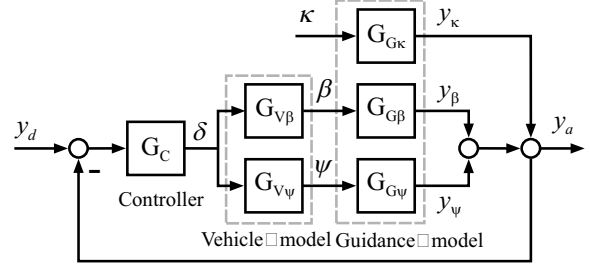 κ
G_Gκ
y_κ
y_d
-
G_C
δ
G_Vβ
β
G_Gβ
y_β
y_a
G_Vψ
ψ
G_Gψ
y_ψ
Controller
Vehicle□model
Guidance□model